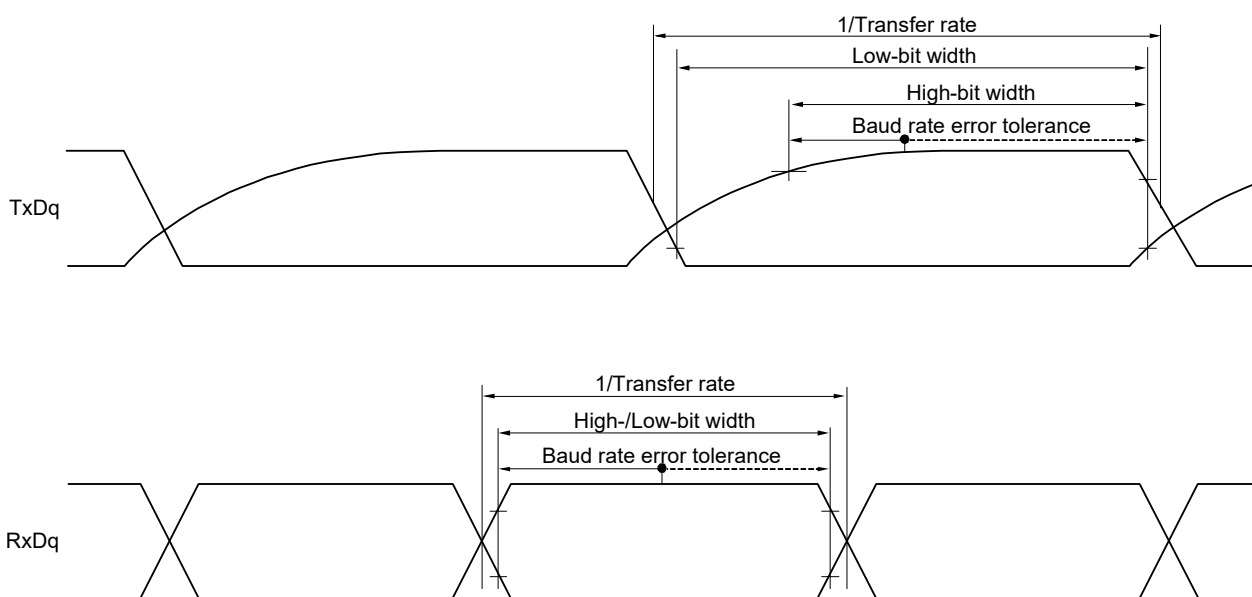 1/Transfer rate
Low-bit width
High-bit width
Baud rate error tolerance
TxDq
1/Transfer rate
High-/Low-bit width
Baud rate error tolerance
RxDq